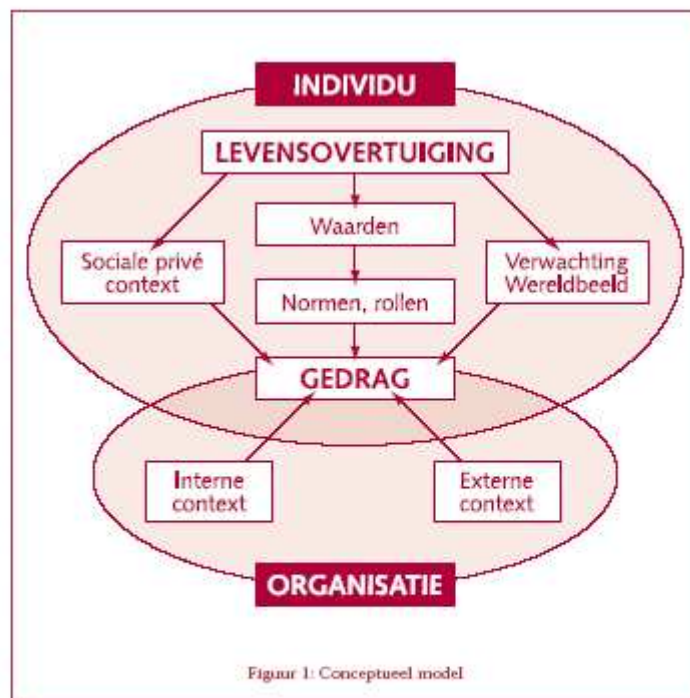 INDIVIDU
LEVENSOVERTUIGING
Waarden
Sociale privé
context
Verwachting
Wereldbeeld
Normen, rollen
GEDRAG
Interne
context
Externe
context
ORGANISATIE
Figuur 1: Conceptueel model